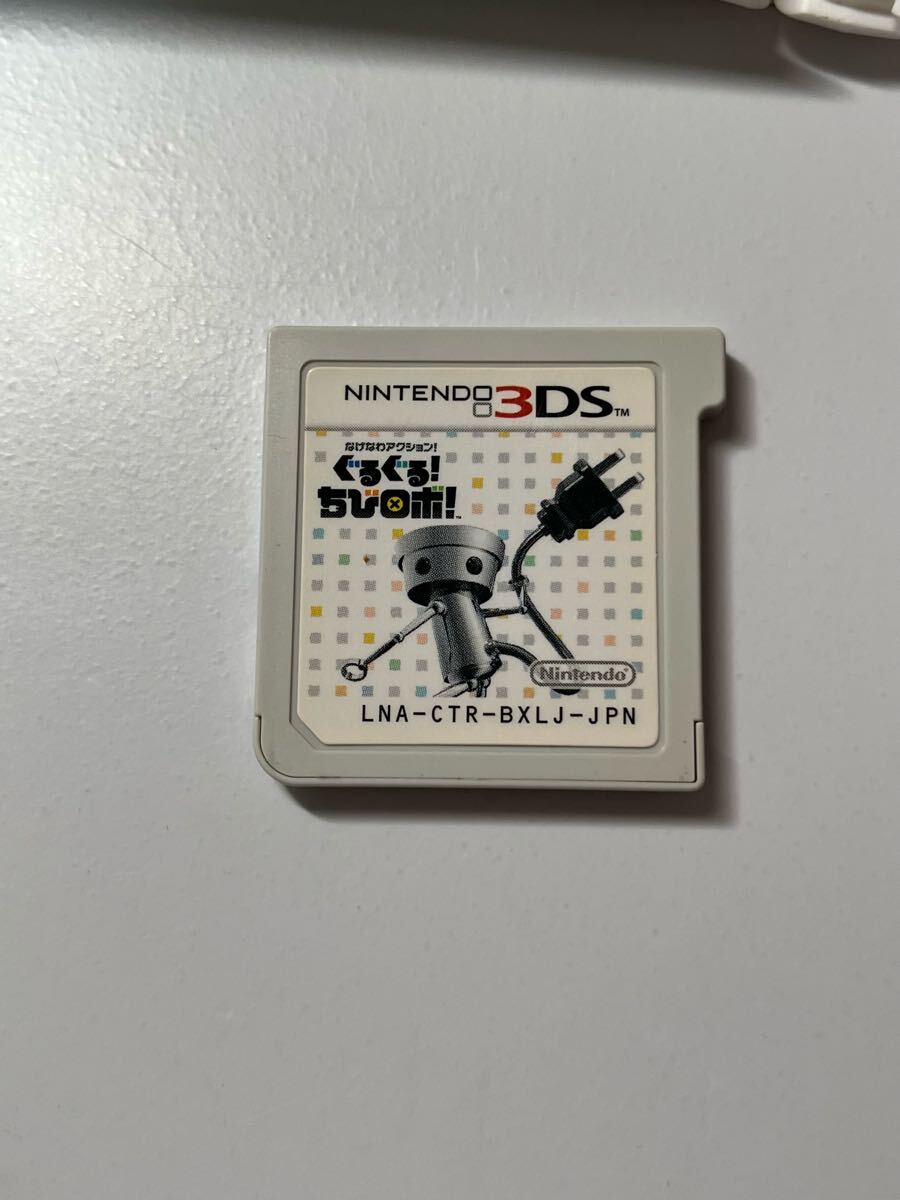 NINTENDO 3DS™
なげなわアクション!
ぐるぐる!
ちびロボ!™
Nintendo®
LNA-CTR-BXLJ-JPN